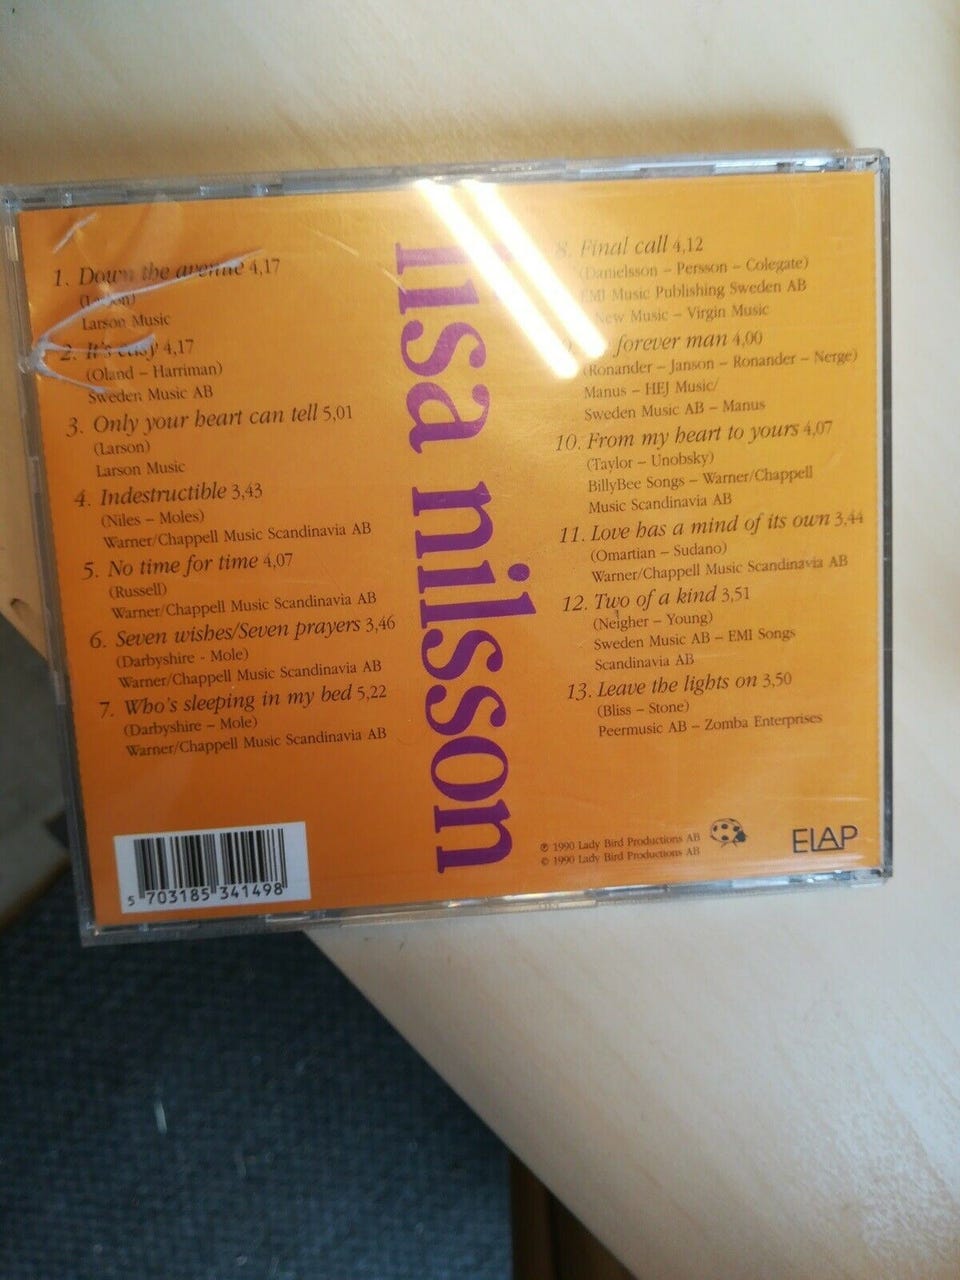 1. Down the avenue 4,17
(Larson)
Larson Music
2. It's easy 4,17
(Oland – Harriman)
Sweden Music AB
3. Only your heart can tell 5,01
(Larson)
Larson Music
4. Indestructible 3,43
(Niles – Moles)
Warner/Chappell Music Scandinavia AB
5. No time for time 4,07
(Russell)
Warner/Chappell Music Scandinavia AB
6. Seven wishes/Seven prayers 3,46
(Darbyshire - Mole)
Warner/Chappell Music Scandinavia AB
7. Who's sleeping in my bed 5,22
(Darbyshire – Mole)
Warner/Chappell Music Scandinavia AB
lisa nilsson
8. Final call 4,12
(Danielsson – Persson – Colegate)
EMI Music Publishing Sweden AB
New Music – Virgin Music
forever man 4,00
(Ronander – Janson – Ronander – Nerge)
Manus – HEJ Music/
Sweden Music AB – Manus
10. From my heart to yours 4,07
(Taylor – Unobsky)
BillyBee Songs – Warner/Chappell
Music Scandinavia AB
11. Love has a mind of its own 3,44
(Omartian – Sudano)
Warner/Chappell Music Scandinavia AB
12. Two of a kind 3,51
(Neigher – Young)
Sweden Music AB – EMI Songs
Scandinavia AB
13. Leave the lights on 3,50
(Bliss – Stone)
Peermusic AB – Zomba Enterprises
℗ 1990 Lady Bird Productions AB
© 1990 Lady Bird Productions AB
ELAP
5 703185 341498